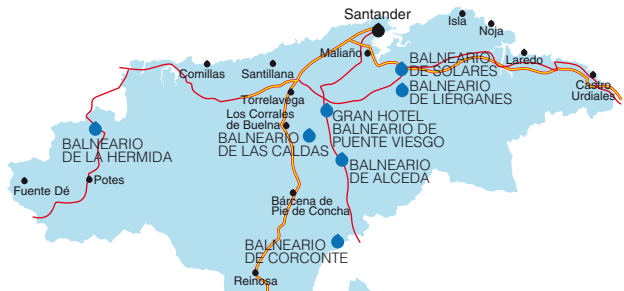 Santander
Isla
Noja
Maliaño
BALNEARIO
DE SOLARES
Laredo
Comillas
Santillana
Castro
Urdiales
BALNEARIO
DE LIÉRGANES
Torrelavega
Los Corrales
de Buelna
GRAN HOTEL
BALNEARIO DE
PUENTE VIESGO
BALNEARIO
DE LA HERMIDA
BALNEARIO
DE LAS CALDAS
BALNEARIO
DE ALCEDA
Fuente Dé
Potes
Bárcena de
Pie de Concha
BALNEARIO
DE CORCONTE
Reinosa